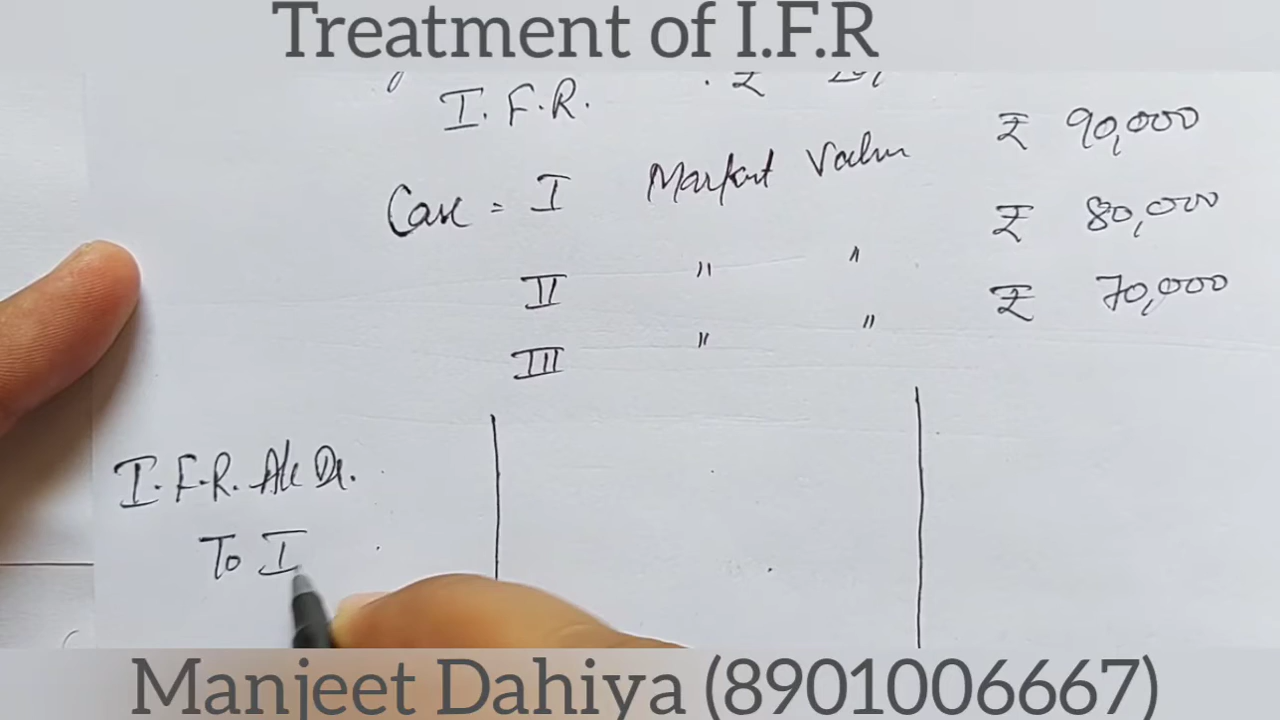 Treatment of I.F.R
I.F.R. . ₹
Case = I Market Value ₹ 90,000
II " " ₹ 80,000
III " " ₹ 70,000
I.F.R. A/c Dr.
To I
Manjeet Dahiya (8901006667)